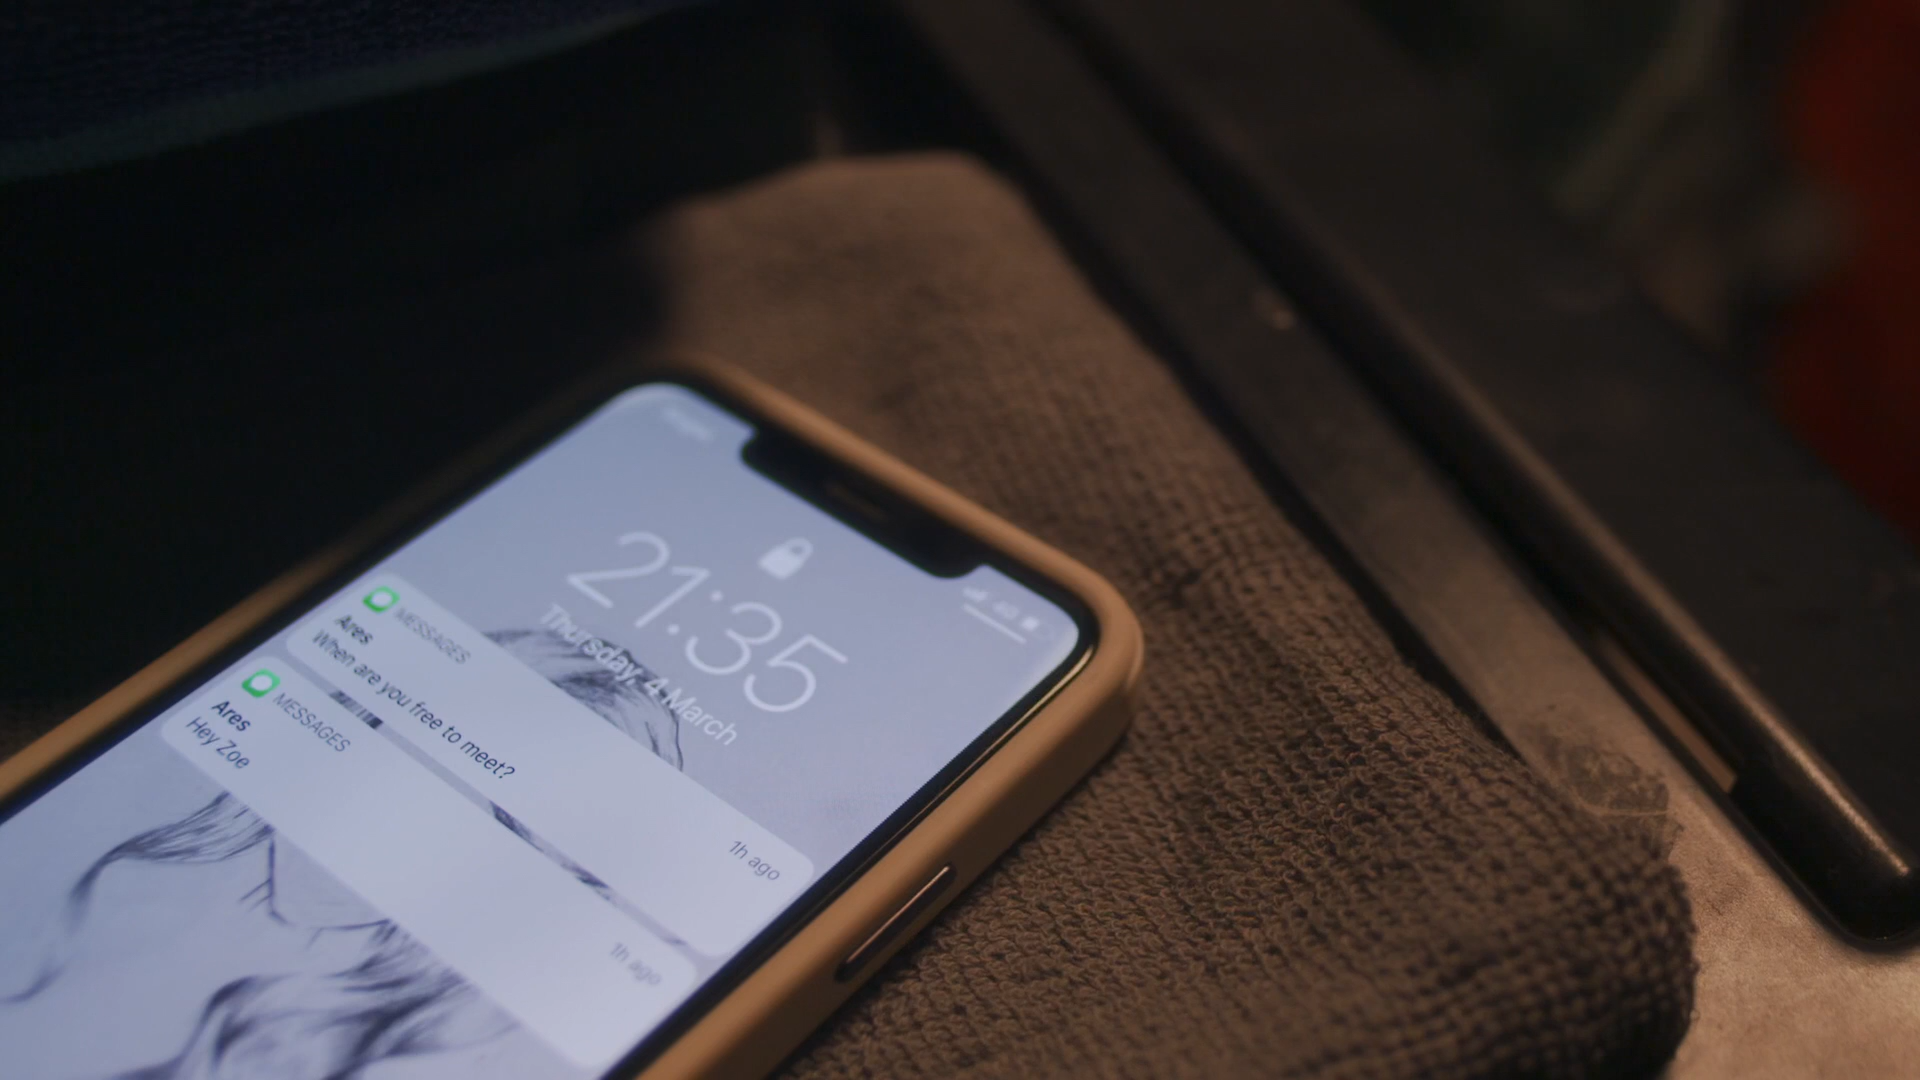 21:35
Thursday, 4 March
MESSAGES
1h ago
Ares
When are you free to meet?
MESSAGES
1h ago
Ares
Hey Zoe